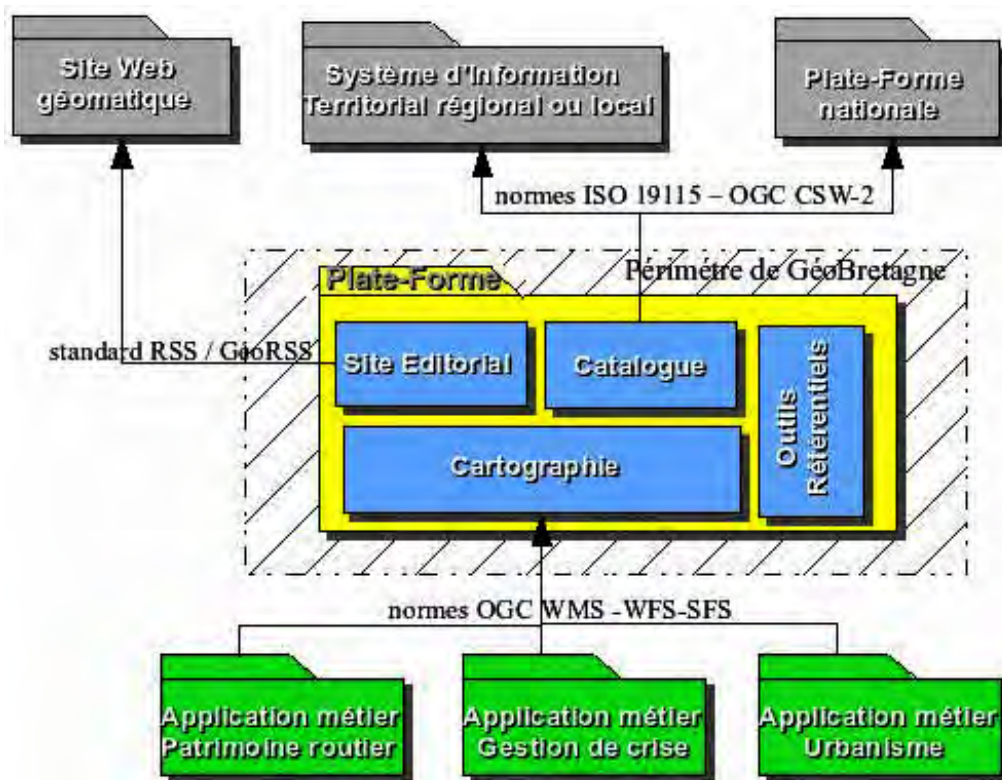 Site Web
géomatique
Système d'Information
Territorial régional ou local
Plate-Forme
nationale
normes ISO 19115 – OGC CSW-2
Périmétre de GéoBretagne
Plate-Forme
standard RSS / GéoRSS
Site Editorial
Catalogue
Outils
Référentiels
Cartographie
normes OGC WMS -WFS-SFS
Application métier
Patrimoine routier
Application métier
Gestion de crise
Application métier
Urbanisme